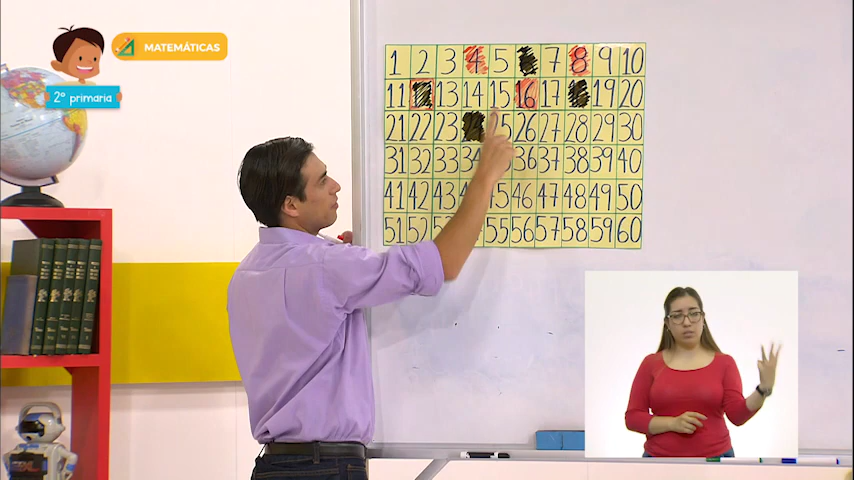 MATEMÁTICAS
2° primaria
1 2 3 4 5 7 8 9 10
11 13 14 15 16 17 19 20
21 22 23 26 27 28 29 30
31 32 33 34 36 37 38 39 40
41 42 43 45 46 47 48 49 50
51 52 55 56 57 58 59 60